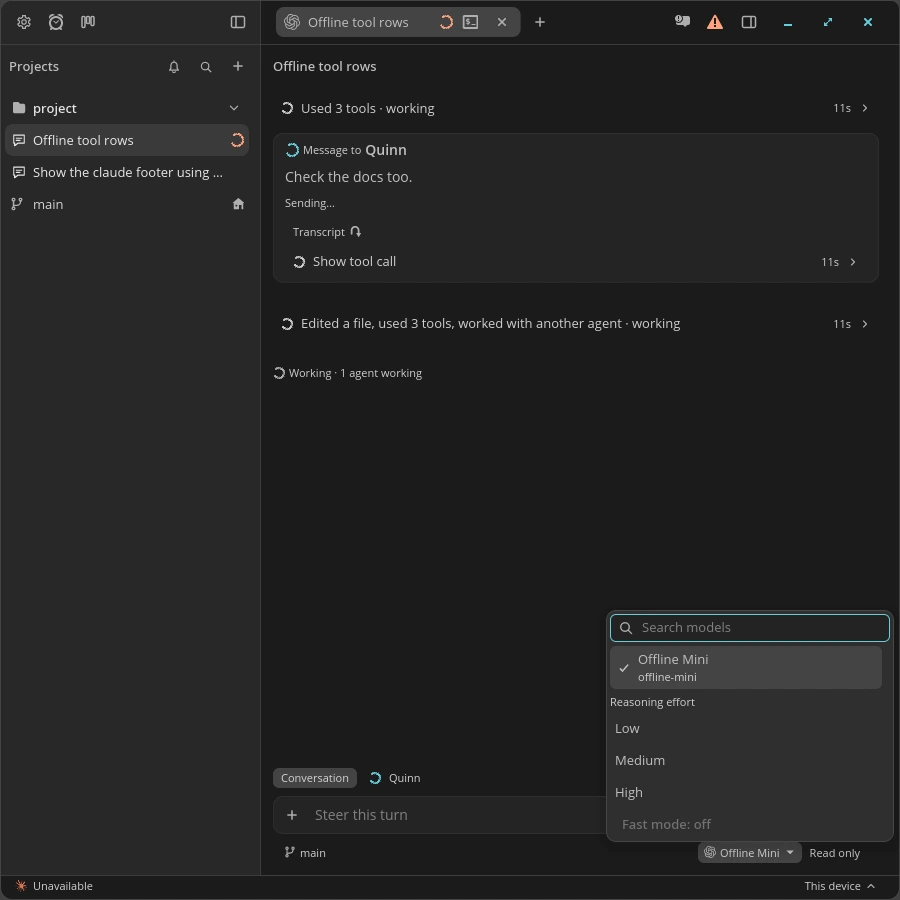 Offline tool rows
Projects
Offline tool rows
project
Used 3 tools · working
11s
Offline tool rows
Message to Quinn
Show the claude footer using ...
Check the docs too.
main
Sending...
Transcript
Show tool call
11s
Edited a file, used 3 tools, worked with another agent · working
11s
Working · 1 agent working
Search models
Offline Mini
offline-mini
Reasoning effort
Low
Medium
High
Fast mode: off
Conversation
Quinn
Steer this turn
main
Offline Mini
Read only
Unavailable
This device